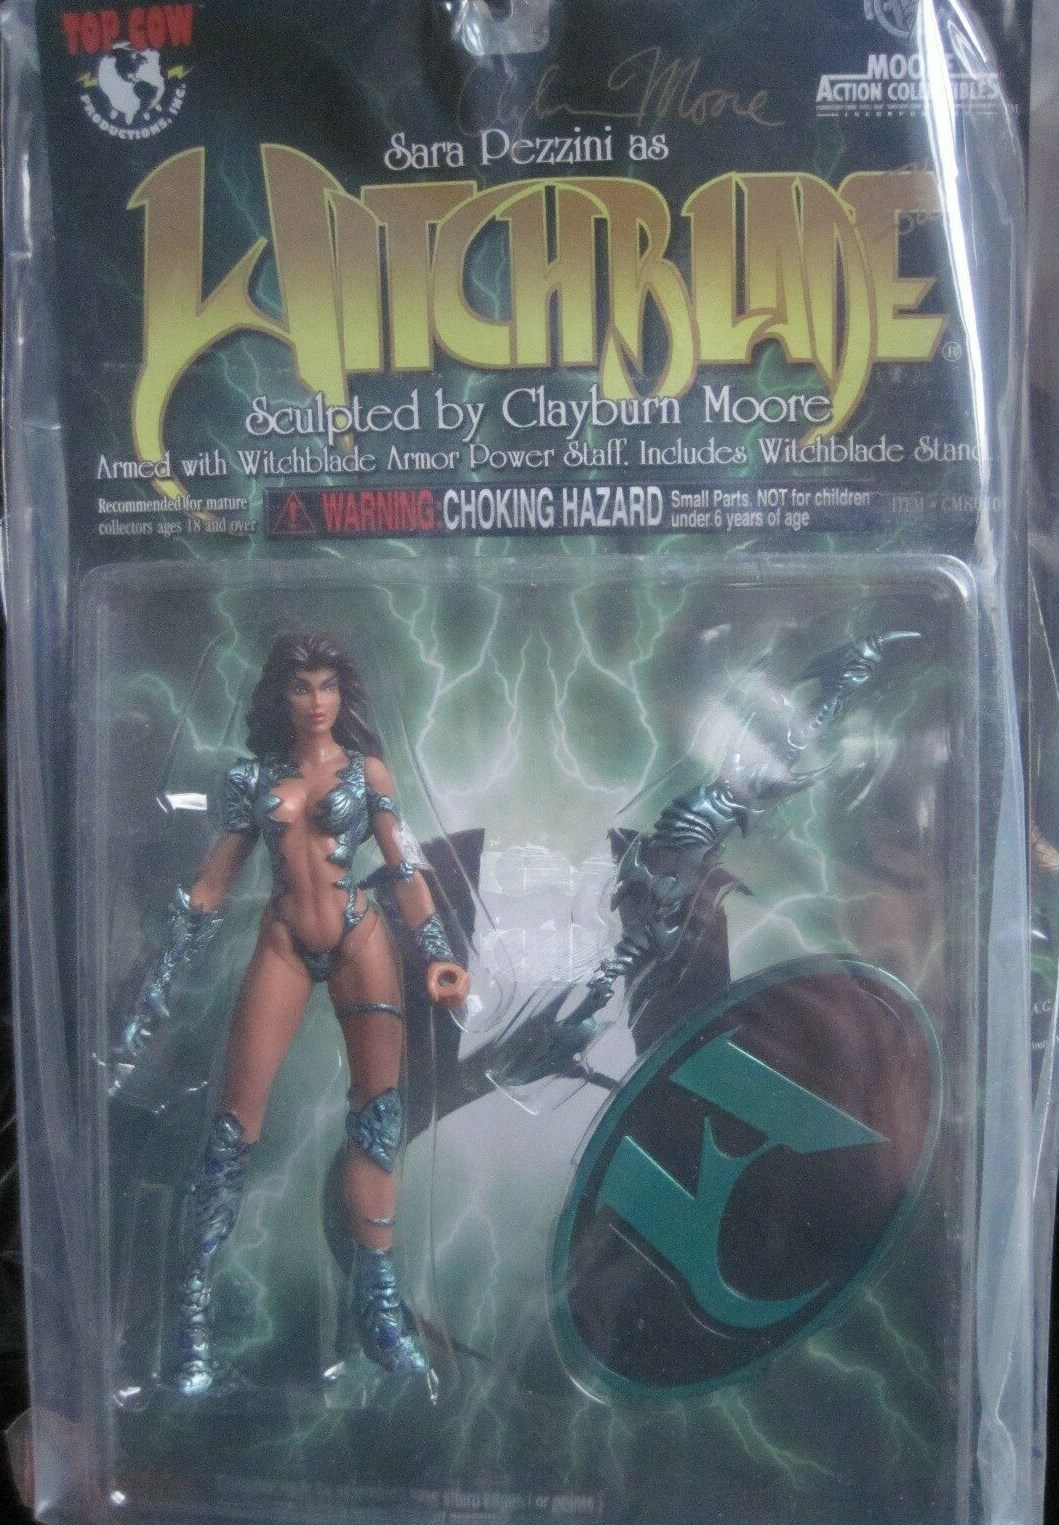 TOP COW
PRODUCTIONS, INC.
MOORE
ACTION COLLECTIBLES
INCORPORATED
Clayburn Moore
Sara Pezzini as
WITCHBLADE®
Sculpted by Clayburn Moore
Armed with Witchblade Armor Power Staff. Includes Witchblade Stand
Recommended for mature
collectors ages 18 and over
WARNING: CHOKING HAZARD
Small Parts. NOT for children
under 6 years of age
ITEM #